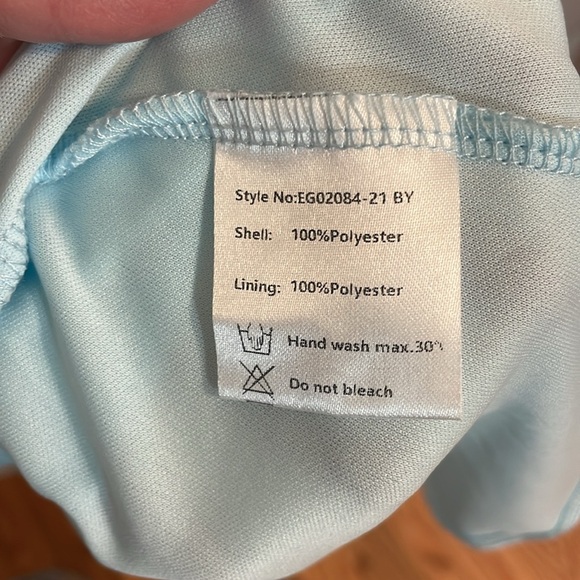 Style No:EG02084-21 BY
Shell: 100%Polyester
Lining: 100%Polyester
Hand wash max.30°
Do not bleach